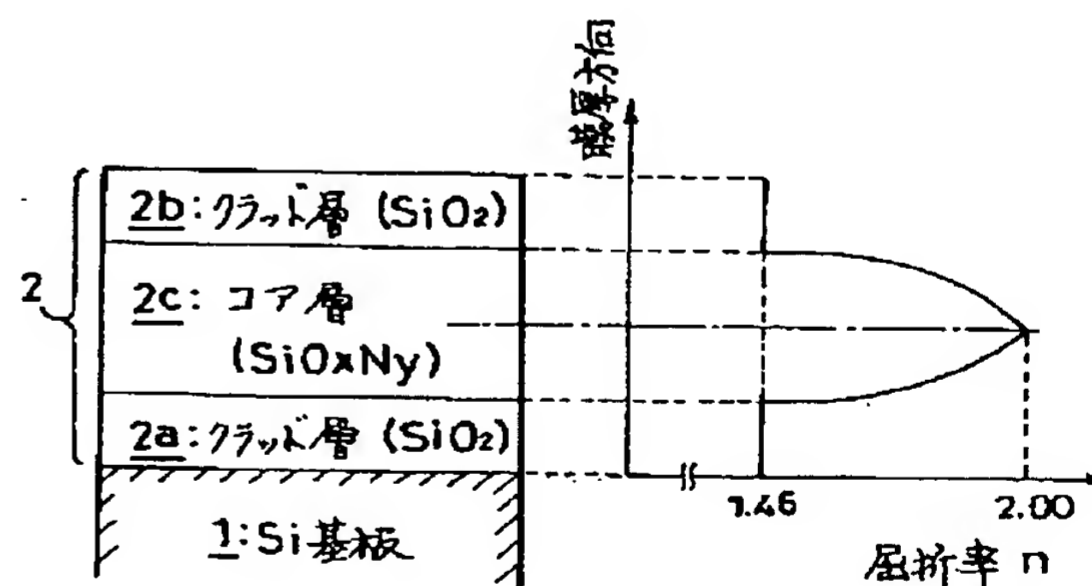 膜厚方向
2b:クラッド層 (SiO2)
2
2c: コア層
(SiOxNy)
2a:クラッド層 (SiO2)
1:Si基板
1.46
2.00
屈折率 n